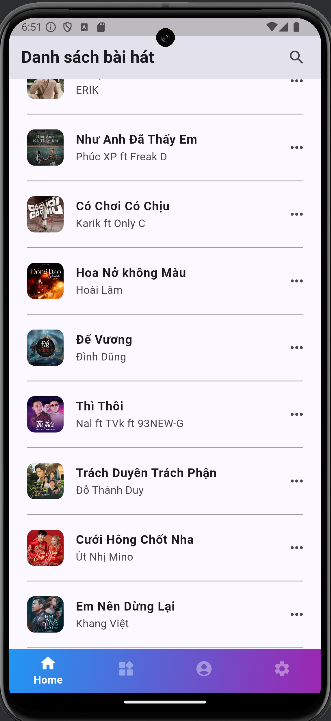 6:51
Danh sách bài hát
ERIK
Như Anh Đã Thấy Em
Phúc XP ft Freak D
Có Chơi Có Chịu
Karik ft Only C
Hoa Nở không Màu
Hoài Lâm
Đế Vương
Đình Dũng
Thì Thôi
Nal ft TVk ft 93NEW-G
Trách Duyên Trách Phận
Đỗ Thành Duy
Cưới Hông Chốt Nha
Út Nhị Mino
Em Nên Dừng Lại
Khang Việt
Home